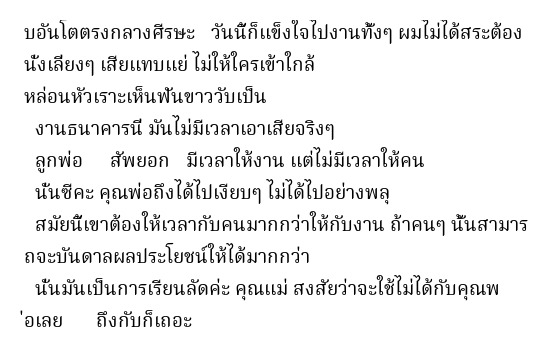 บอันโตตรงกลางศีรษะ วันนี้ก็แข็งใจไปงานทั้งๆ ผมไม่ได้สระต้อง
นั่งเลี่ยงๆ เสียแทบแย่ ไม่ให้ใครเข้าใกล้
หล่อนหัวเราะเห็นฟันขาววับเป็น
งานธนาคารนี่ มันไม่มีเวลาเอาเสียจริงๆ
ลูกพ่อ สัพยอก มีเวลาให้งาน แต่ไม่มีเวลาให้คน
นั่นซีคะ คุณพ่อถึงได้ไปเงียบๆ ไม่ได้ไปอย่างพลุ
สมัยนี้เขาต้องให้เวลากับคนมากกว่าให้กับงาน ถ้าคนๆ นั้นสามาร
ถจะบันดาลผลประโยชน์ให้ได้มากกว่า
นั่นมันเป็นการเรียนลัดค่ะ คุณแม่ สงสัยว่าจะใช้ไม่ได้กับคุณพ
่อเลย ถึงกับก็เถอะ